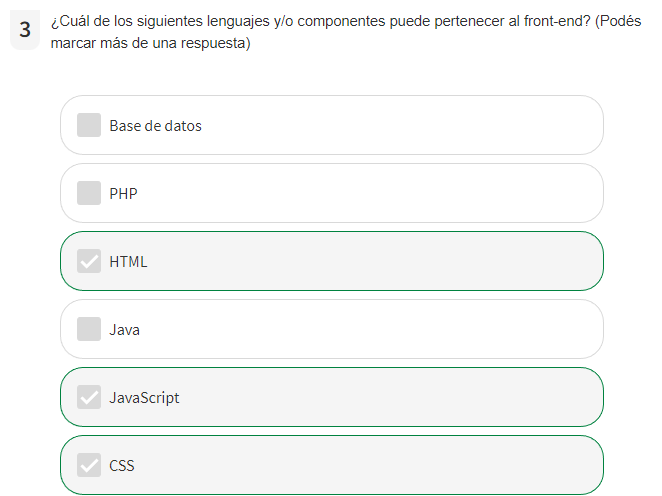 3
¿Cuál de los siguientes lenguajes y/o componentes puede pertenecer al front-end? (Podés
marcar más de una respuesta)
Base de datos
PHP
HTML
Java
JavaScript
CSS